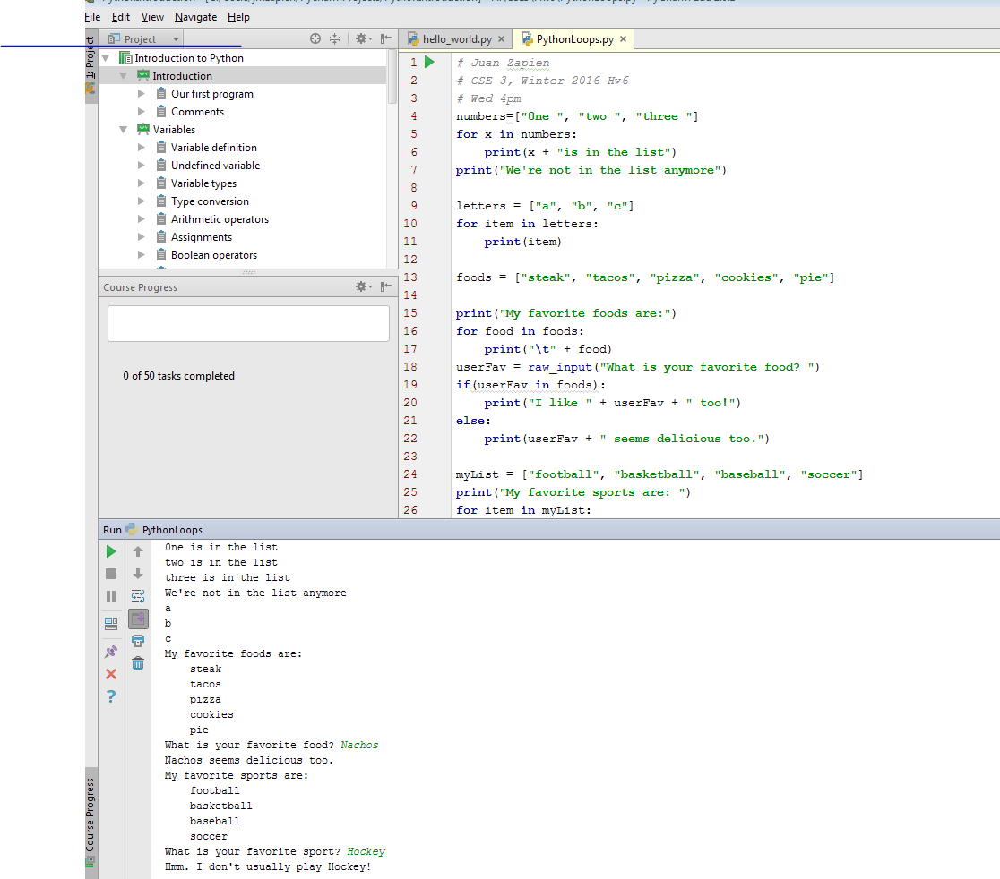 File Edit View Navigate Help
1: Project
Project
hello_world.py
PythonLoops.py
Introduction to Python
Introduction
Our first program
Comments
Variables
Variable definition
Undefined variable
Variable types
Type conversion
Arithmetic operators
Assignments
Boolean operators
Course Progress
0 of 50 tasks completed
1 # Juan Zapien
2 # CSE 3, Winter 2016 Hw6
3 # Wed 4pm
4 numbers=["One ", "two ", "three "]
5 for x in numbers:
6 print(x + "is in the list")
7 print("We're not in the list anymore")
8
9 letters = ["a", "b", "c"]
10 for item in letters:
11 print(item)
12
13 foods = ["steak", "tacos", "pizza", "cookies", "pie"]
14
15 print("My favorite foods are:")
16 for food in foods:
17 print("\t" + food)
18 userFav = raw_input("What is your favorite food? ")
19 if(userFav in foods):
20 print("I like " + userFav + " too!")
21 else:
22 print(userFav + " seems delicious too.")
23
24 myList = ["football", "basketball", "baseball", "soccer"]
25 print("My favorite sports are: ")
26 for item in myList:
Run PythonLoops
One is in the list
two is in the list
three is in the list
We're not in the list anymore
a
b
c
My favorite foods are:
steak
tacos
pizza
cookies
pie
What is your favorite food? Nachos
Nachos seems delicious too.
My favorite sports are:
football
basketball
baseball
soccer
What is your favorite sport? Hockey
Hmm. I don't usually play Hockey!
Course Progress